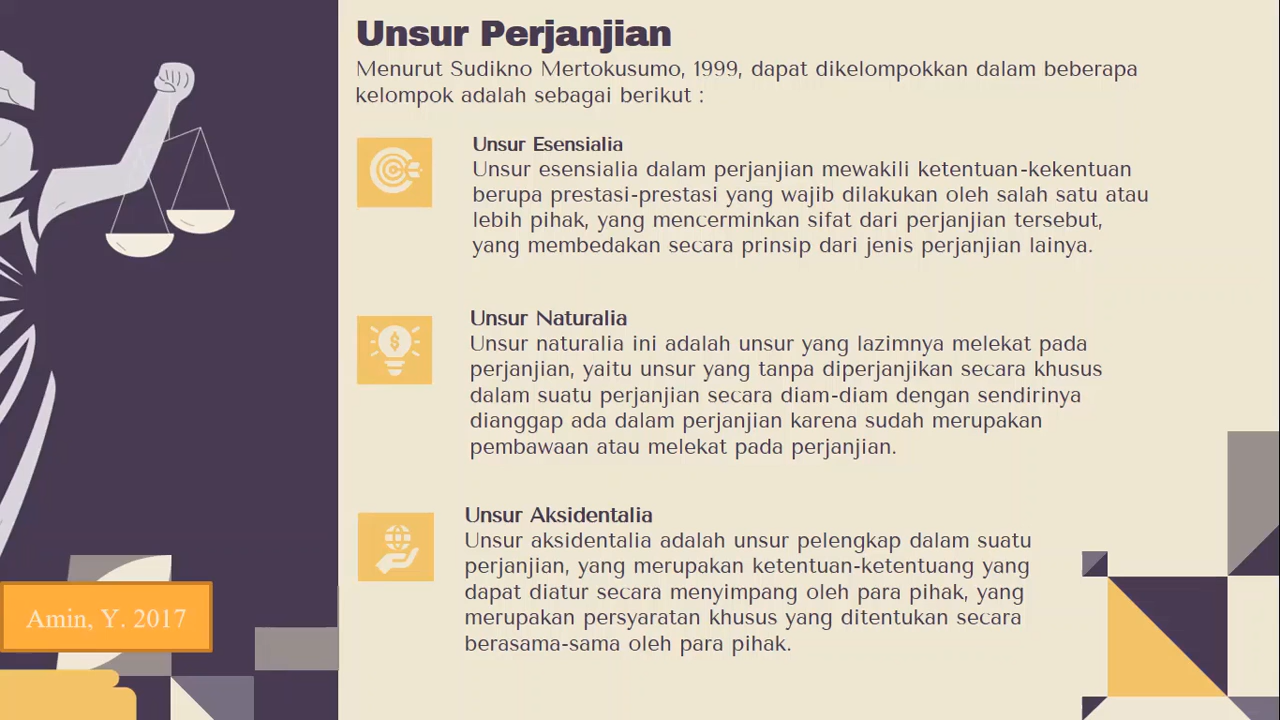 Unsur Perjanjian
Menurut Sudikno Mertokusumo, 1999, dapat dikelompokkan dalam beberapa
kelompok adalah sebagai berikut :
Unsur Esensialia
Unsur esensialia dalam perjanjian mewakili ketentuan-kekentuan
berupa prestasi-prestasi yang wajib dilakukan oleh salah satu atau
lebih pihak, yang mencerminkan sifat dari perjanjian tersebut,
yang membedakan secara prinsip dari jenis perjanjian lainya.
Unsur Naturalia
Unsur naturalia ini adalah unsur yang lazimnya melekat pada
perjanjian, yaitu unsur yang tanpa diperjanjikan secara khusus
dalam suatu perjanjian secara diam-diam dengan sendirinya
dianggap ada dalam perjanjian karena sudah merupakan
pembawaan atau melekat pada perjanjian.
Unsur Aksidentalia
Unsur aksidentalia adalah unsur pelengkap dalam suatu
perjanjian, yang merupakan ketentuan-ketentuang yang
dapat diatur secara menyimpang oleh para pihak, yang
merupakan persyaratan khusus yang ditentukan secara
berasama-sama oleh para pihak.
Amin, Y. 2017